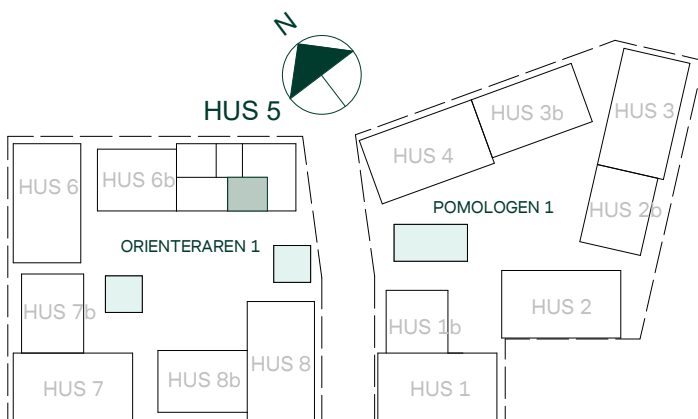 N
HUS 5
HUS 3b
HUS 3
HUS 4
HUS 6
HUS 6b
POMOLOGEN 1
HUS 2b
ORIENTERAREN 1
HUS 7b
HUS 2
HUS 1b
HUS 8
HUS 8b
HUS 7
HUS 1